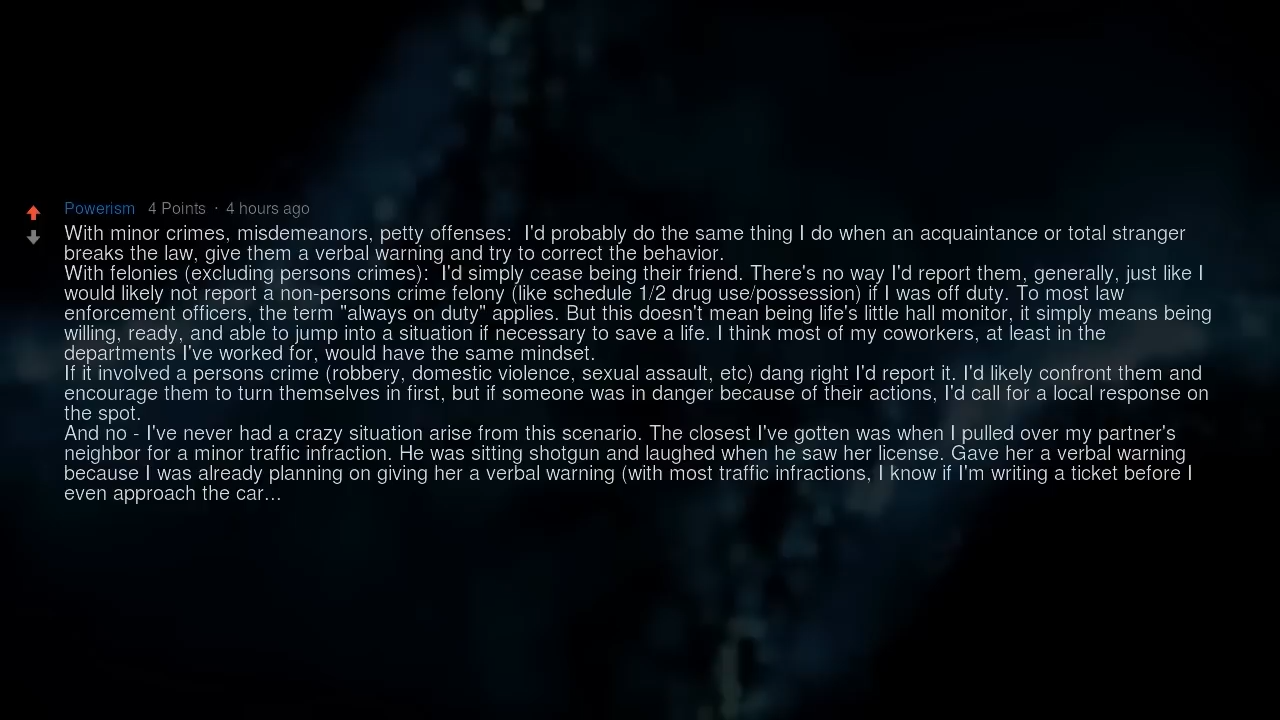 Powerism 4 Points · 4 hours ago
With minor crimes, misdemeanors, petty offenses:  I'd probably do the same thing I do when an acquaintance or total stranger
breaks the law, give them a verbal warning and try to correct the behavior.
With felonies (excluding persons crimes):  I'd simply cease being their friend. There's no way I'd report them, generally, just like I
would likely not report a non-persons crime felony (like schedule 1/2 drug use/possession) if I was off duty. To most law
enforcement officers, the term "always on duty" applies. But this doesn't mean being life's little hall monitor, it simply means being
willing, ready, and able to jump into a situation if necessary to save a life. I think most of my coworkers, at least in the
departments I've worked for, would have the same mindset.
If it involved a persons crime (robbery, domestic violence, sexual assault, etc) dang right I'd report it. I'd likely confront them and
encourage them to turn themselves in first, but if someone was in danger because of their actions, I'd call for a local response on
the spot.
And no - I've never had a crazy situation arise from this scenario. The closest I've gotten was when I pulled over my partner's
neighbor for a minor traffic infraction. He was sitting shotgun and laughed when he saw her license. Gave her a verbal warning
because I was already planning on giving her a verbal warning (with most traffic infractions, I know if I'm writing a ticket before I
even approach the car...